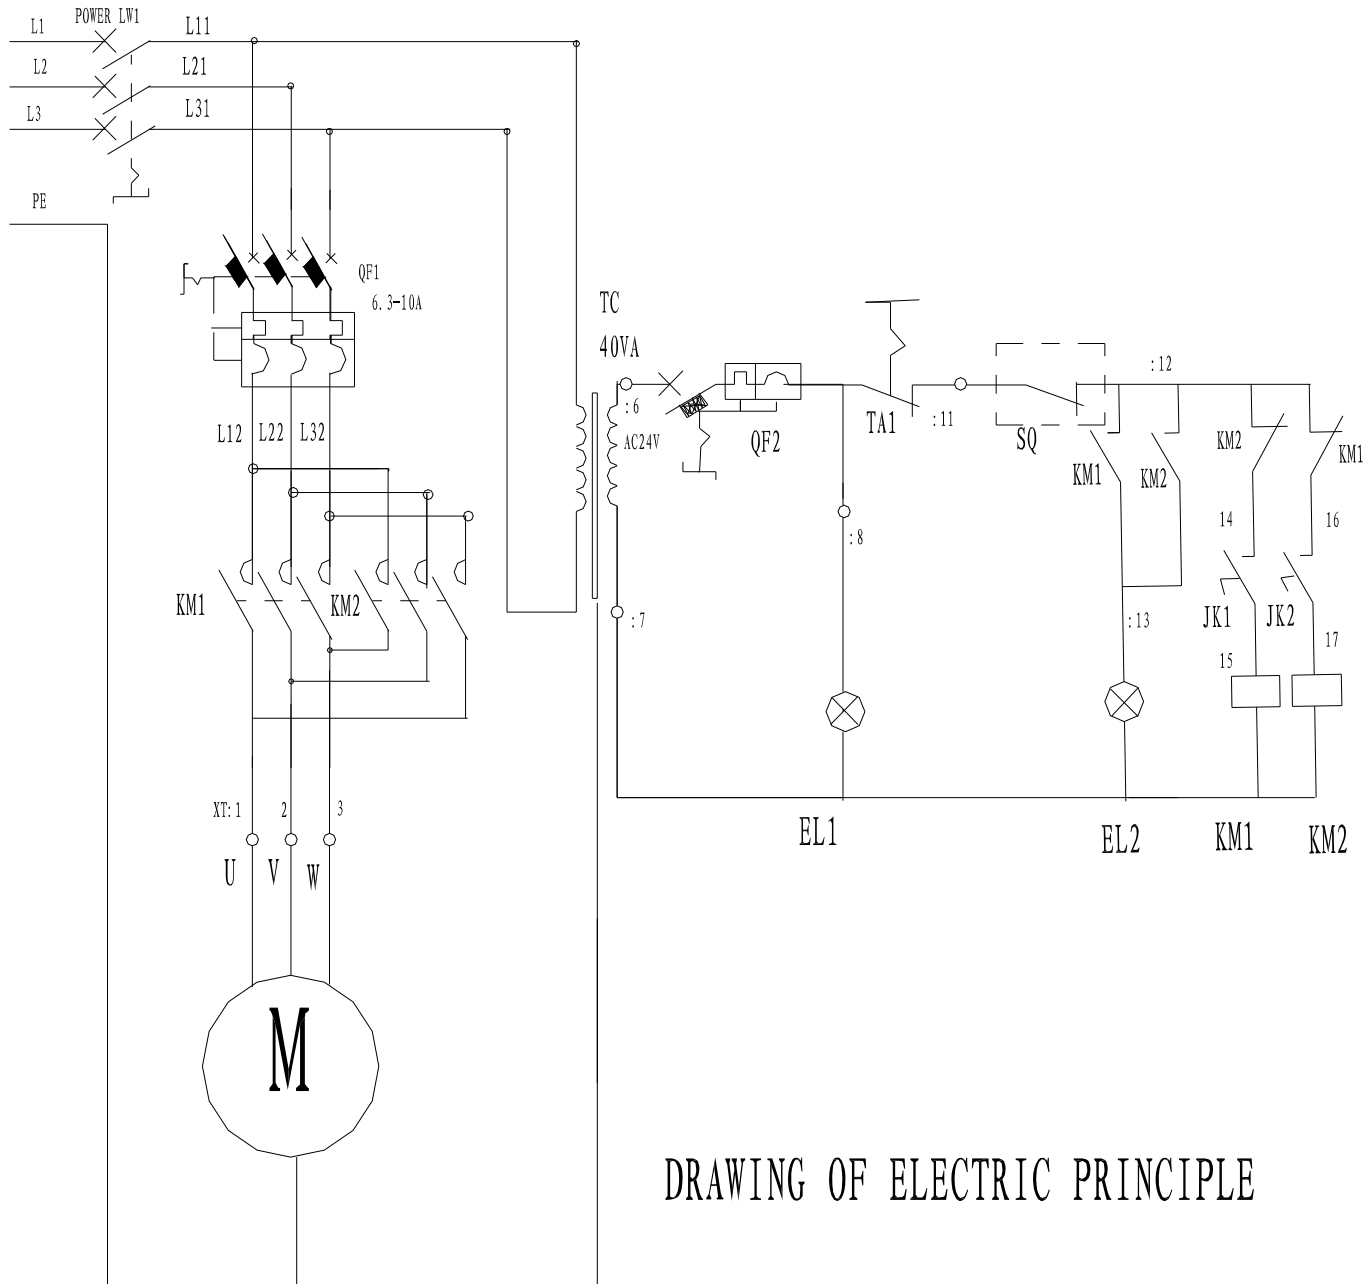 POWER LW1
L1
L11
L2
L21
L3
L31
PE
QF1
6.3-10A
TC
40VA
:6
AC24V
QF2
TA1
:11
SQ
:12
L12
L22
L32
KM1
KM2
KM2
KM1
14
16
:8
KM1
KM2
:7
:13
JK1
JK2
15
17
XT:1
2
3
EL1
EL2
KM1
KM2
U
V
W
M
DRAWING OF ELECTRIC PRINCIPLE